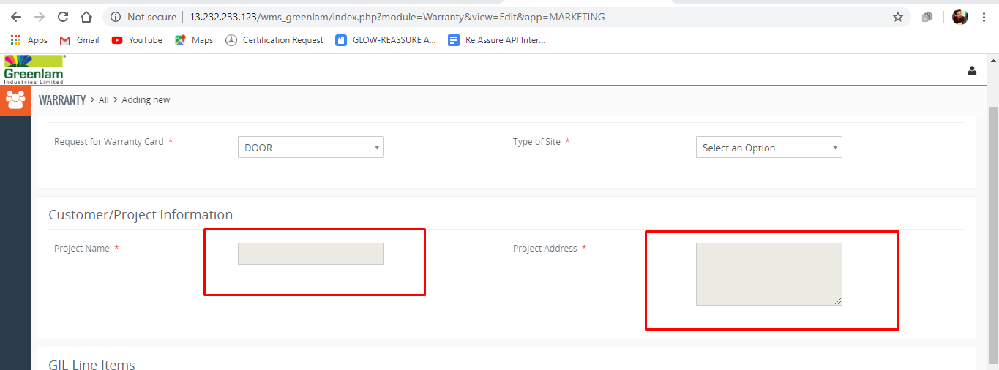 Not secure 13.232.233.123/wms_greenlam/index.php?module=Warranty&view=Edit&app=MARKETING
Apps Gmail YouTube Maps Certification Request GLOW-REASSURE A... Re Assure API Inter...
Greenlam
Industries Limited
WARRANTY > All > Adding new
Request for Warranty Card * DOOR Type of Site * Select an Option
Customer/Project Information
Project Name * Project Address *
GIL Line Items